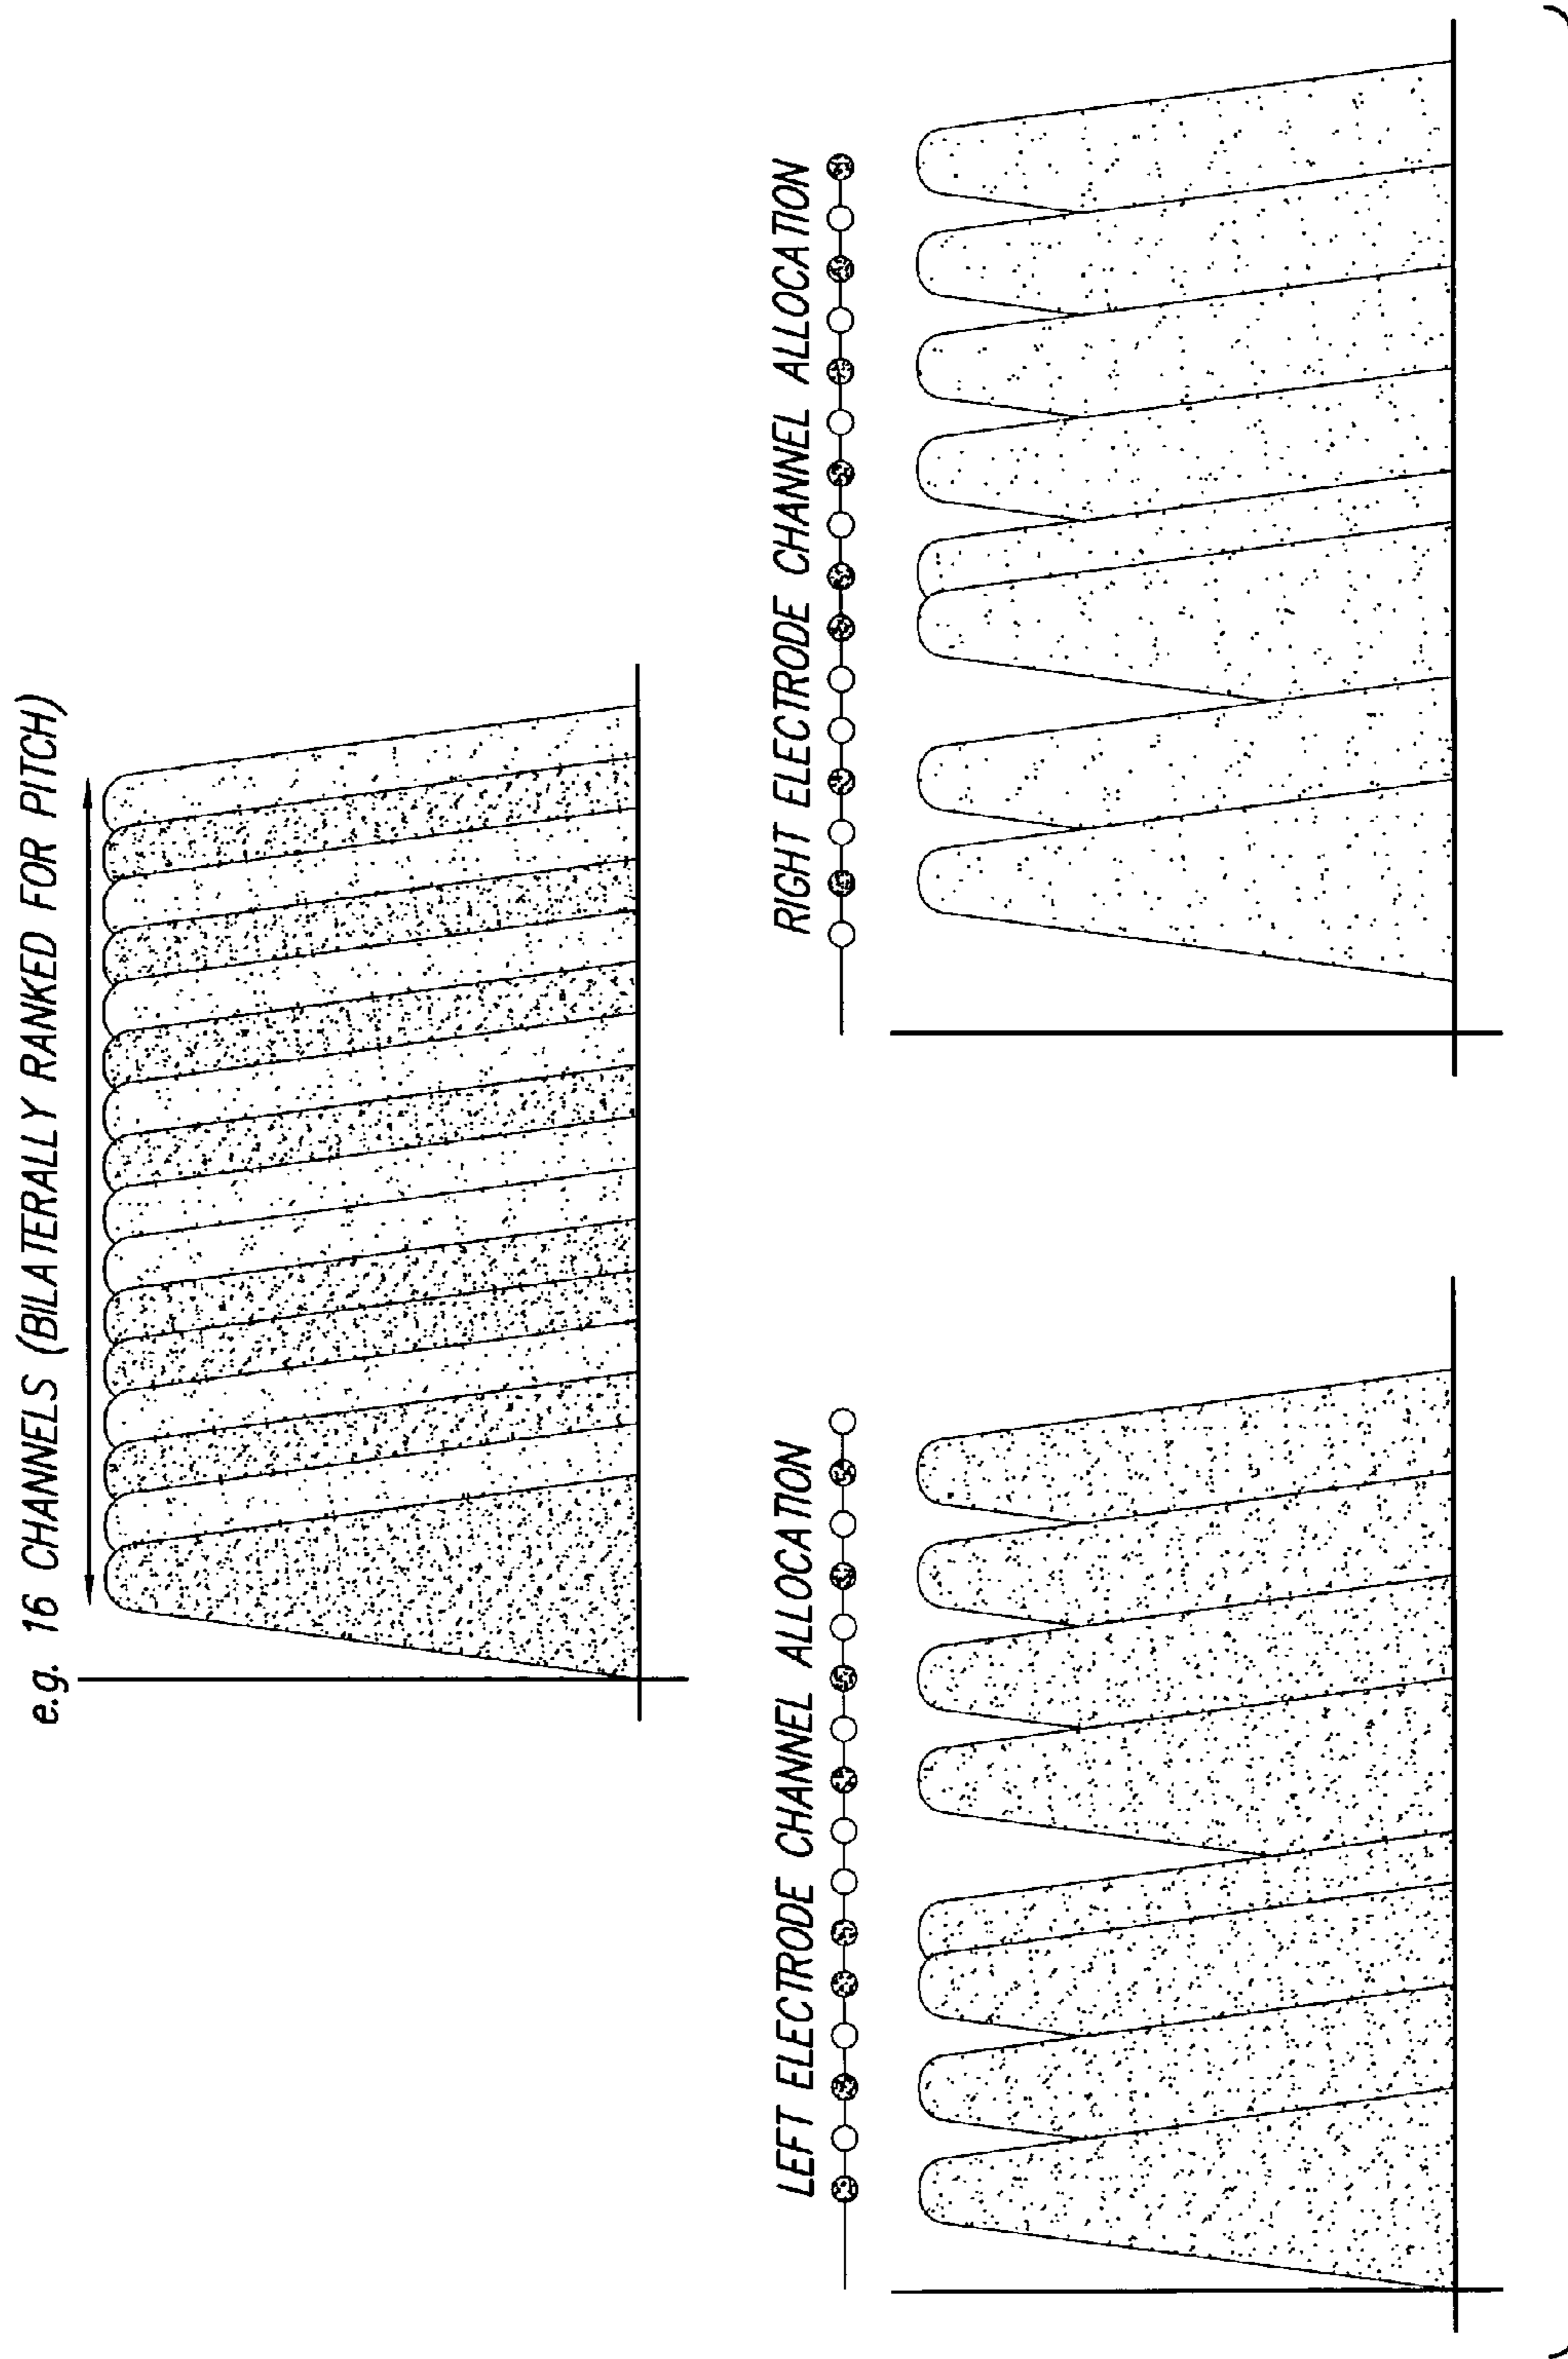 e.g. 16 CHANNELS (BILATERALLY RANKED FOR PITCH)
LEFT ELECTRODE CHANNEL ALLOCATION
RIGHT ELECTRODE CHANNEL ALLOCATION